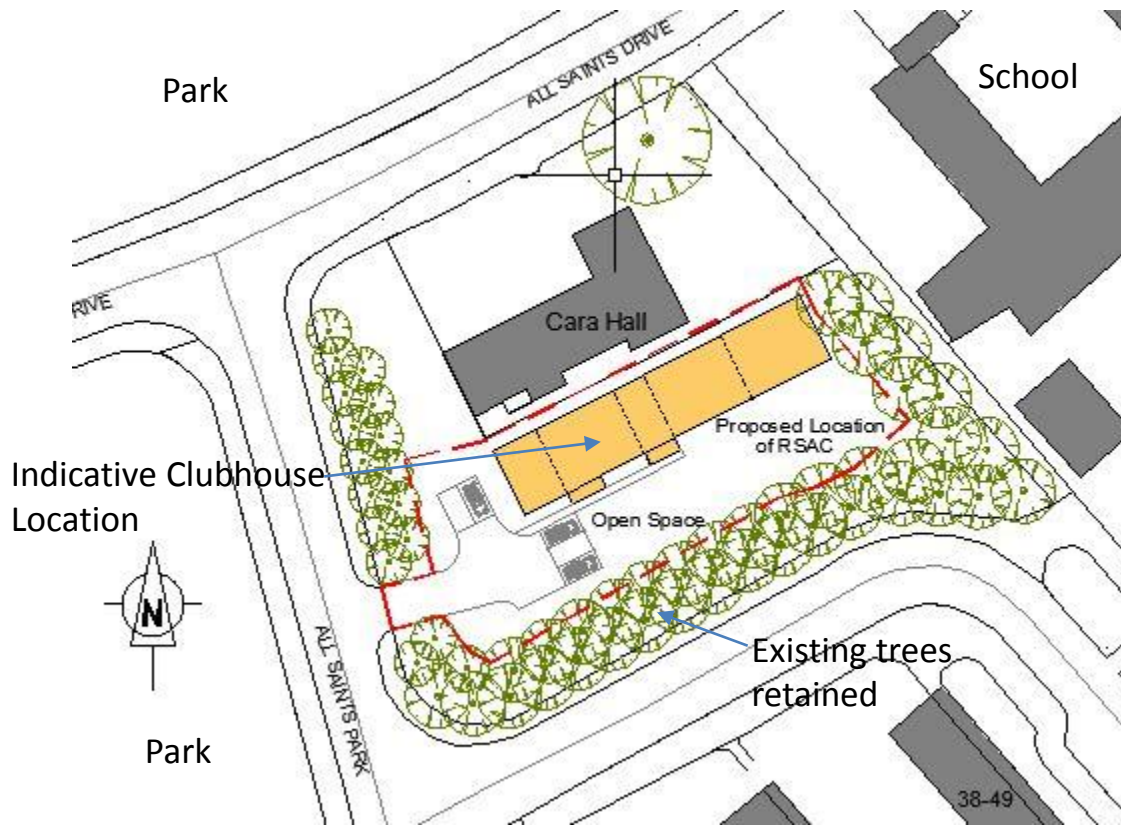 Park
ALL SAINTS DRIVE
School
DRIVE
Cara Hall
Proposed Location
of RSAC
Indicative Clubhouse
Location
Open Space
N
ALL SAINTS PARK
Existing trees
retained
Park
38-49